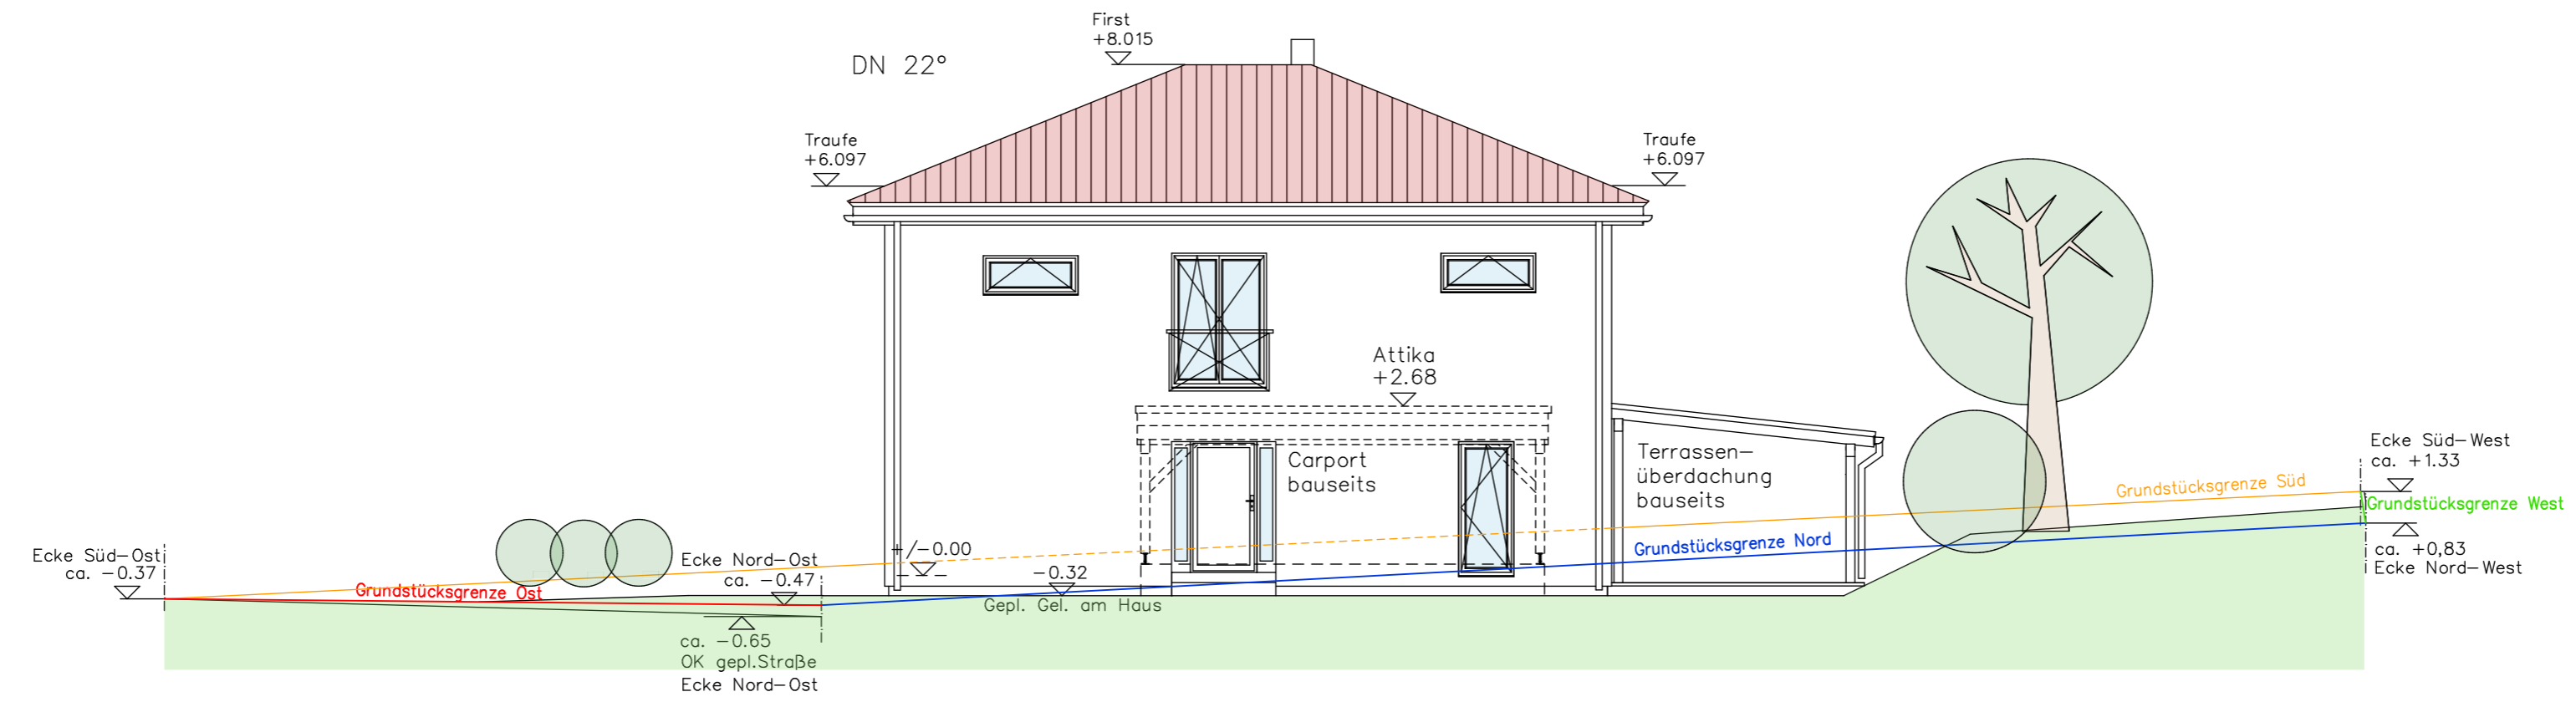 First
+8.015
DN 22°
Traufe
+6.097
Traufe
+6.097
Attika
+2.68
Carport
bauseits
Terrassen-
überdachung
bauseits
Ecke Süd-West
ca. +1.33
Grundstücksgrenze Süd
Grundstücksgrenze West
Grundstücksgrenze Nord
ca. +0,83
Ecke Nord-West
Ecke Süd-Ost
ca. -0.37
Grundstücksgrenze Ost
Ecke Nord-Ost
ca. -0.47
+/-0.00
-0.32
Gepl. Gel. am Haus
ca. -0.65
OK gepl.Straße
Ecke Nord-Ost